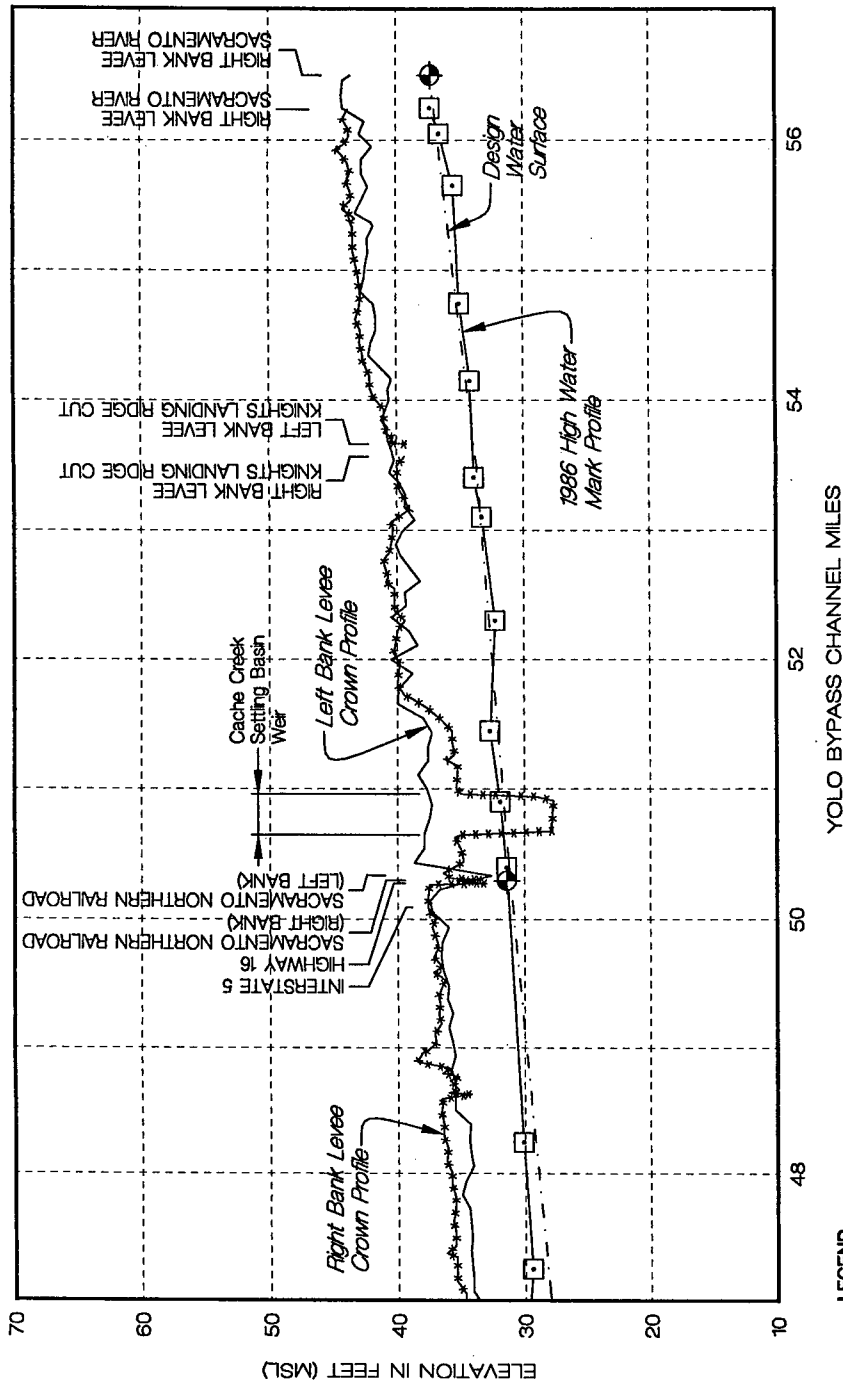 70
60
50
40
30
20
10
ELEVATION IN FEET (MSL)
48
50
52
54
56
YOLO BYPASS CHANNEL MILES
LEGEND
Right Bank Levee
Crown Profile
INTERSTATE 5
HIGHWAY 16
SACRAMENTO NORTHERN RAILROAD
(RIGHT BANK)
SACRAMENTO NORTHERN RAILROAD
(LEFT BANK)
Cache Creek
Settling Basin
Weir
Left Bank Levee
Crown Profile
RIGHT BANK LEVEE
KNIGHTS LANDING RIDGE CUT
LEFT BANK LEVEE
KNIGHTS LANDING RIDGE CUT
RIGHT BANK LEVEE
SACRAMENTO RIVER
RIGHT BANK LEVEE
SACRAMENTO RIVER
1986 High Water
Mark Profile
Design
Water
Surface